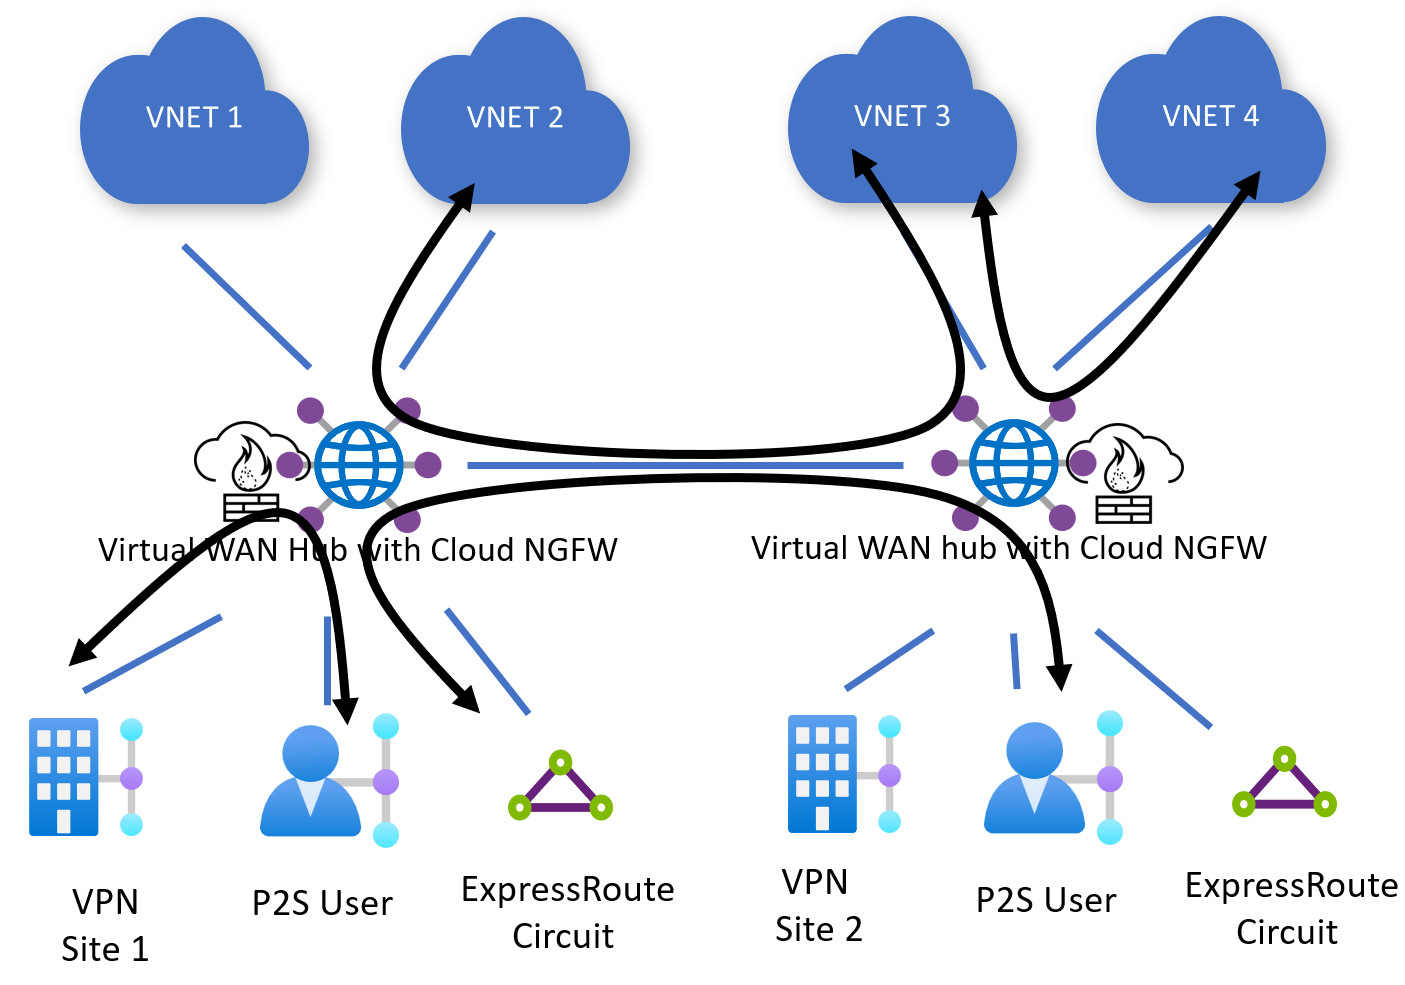 VNET 1
VNET 2
VNET 3
VNET 4
Virtual WAN Hub with Cloud NGFW
Virtual WAN hub with Cloud NGFW
VPN
Site 1
P2S User
ExpressRoute
Circuit
VPN
Site 2
P2S User
ExpressRoute
Circuit